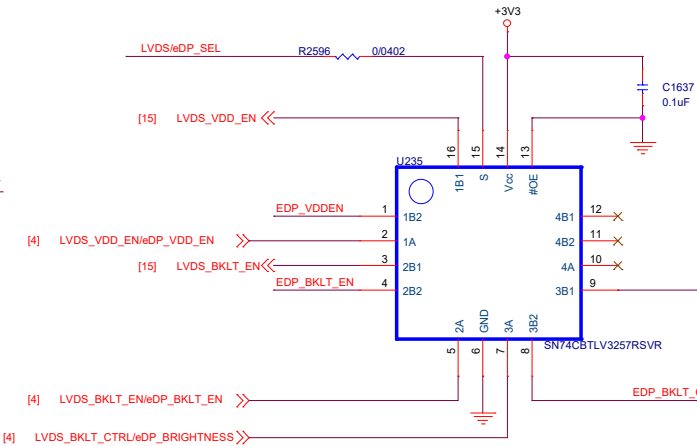 +3V3
LVDS/eDP_SEL
R2596
0/0402
C1637
0.1uF
[15] LVDS_VDD_EN
16
15
14
13
U235
1B1
S
Vcc
#OE
EDP_VDDEN
1
1B2
4B1
12
[4] LVDS_VDD_EN/eDP_VDD_EN
2
1A
4B2
11
[15] LVDS_BKLT_EN
3
2B1
4A
10
EDP_BKLT_EN
4
2B2
3B1
9
2A
GND
3A
3B2
SN74CBTLV3257RSVR
5
6
7
8
[4] LVDS_BKLT_EN/eDP_BKLT_EN
EDP_BKLT_
[4] LVDS_BKLT_CTRL/eDP_BRIGHTNESS